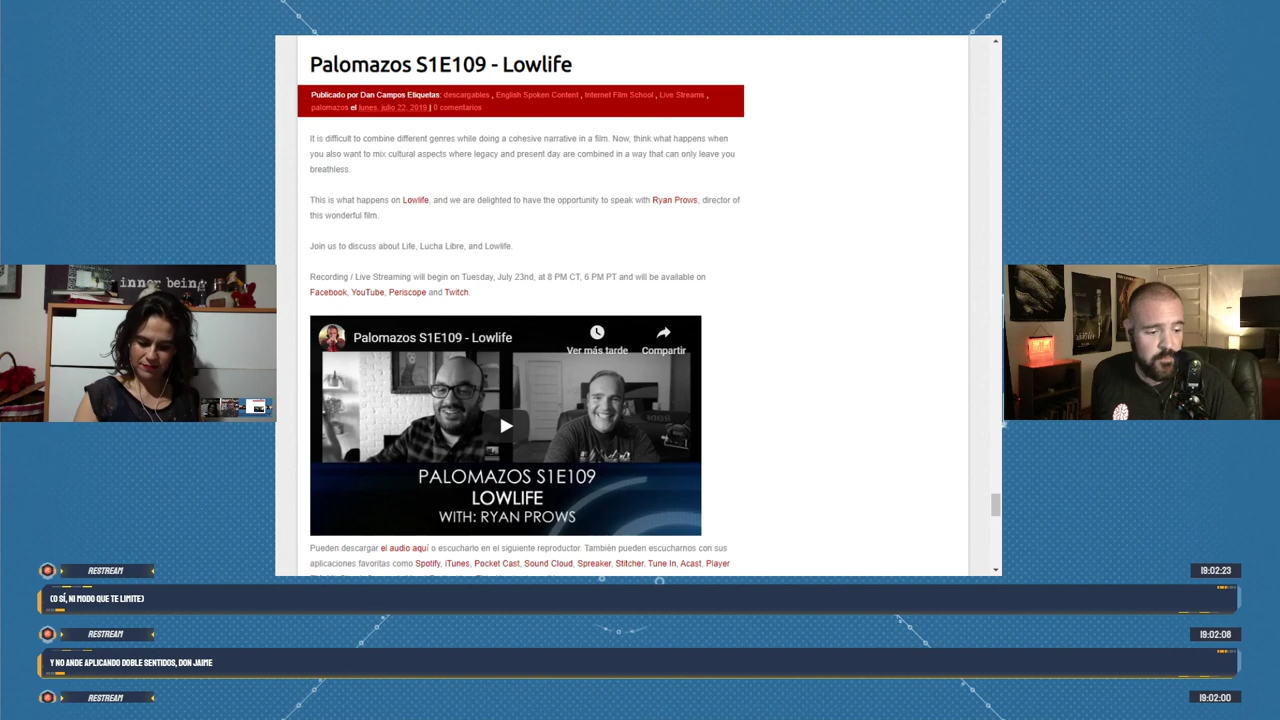 Palomazos S1E109 - Lowlife
Publicado por Dan Campos Etiquetas: descargables , English Spoken Content , Internet Film School , Live Streams ,
palomazos el lunes, julio 22, 2019 | 0 comentarios
It is difficult to combine different genres while doing a cohesive narrative in a film. Now, think what happens when
you also want to mix cultural aspects where legacy and present day are combined in a way that can only leave you
breathless.
This is what happens on Lowlife, and we are delighted to have the opportunity to speak with Ryan Prows, director of
this wonderful film.
Join us to discuss about Life, Lucha Libre, and Lowlife.
Recording / Live Streaming will begin on Tuesday, July 23nd, at 8 PM CT, 6 PM PT and will be available on
Facebook, YouTube, Periscope and Twitch.
inner being
Palomazos S1E109 - Lowlife
Ver más tarde
Compartir
PALOMAZOS S1E109
LOWLIFE
WITH: RYAN PROWS
Pueden descargar el audio aquí o escucharlo en el siguiente reproductor. También pueden escucharnos con sus
aplicaciones favoritas como Spotify, iTunes, Pocket Cast, Sound Cloud, Spreaker, Stitcher, Tune In, Acast, Player
RESTREAM
19:02:23
(O SÍ, NI MODO QUE TE LIMITE)
RESTREAM
19:02:08
Y NO ANDE APLICANDO DOBLE SENTIDOS, DON JAIME
RESTREAM
19:02:00